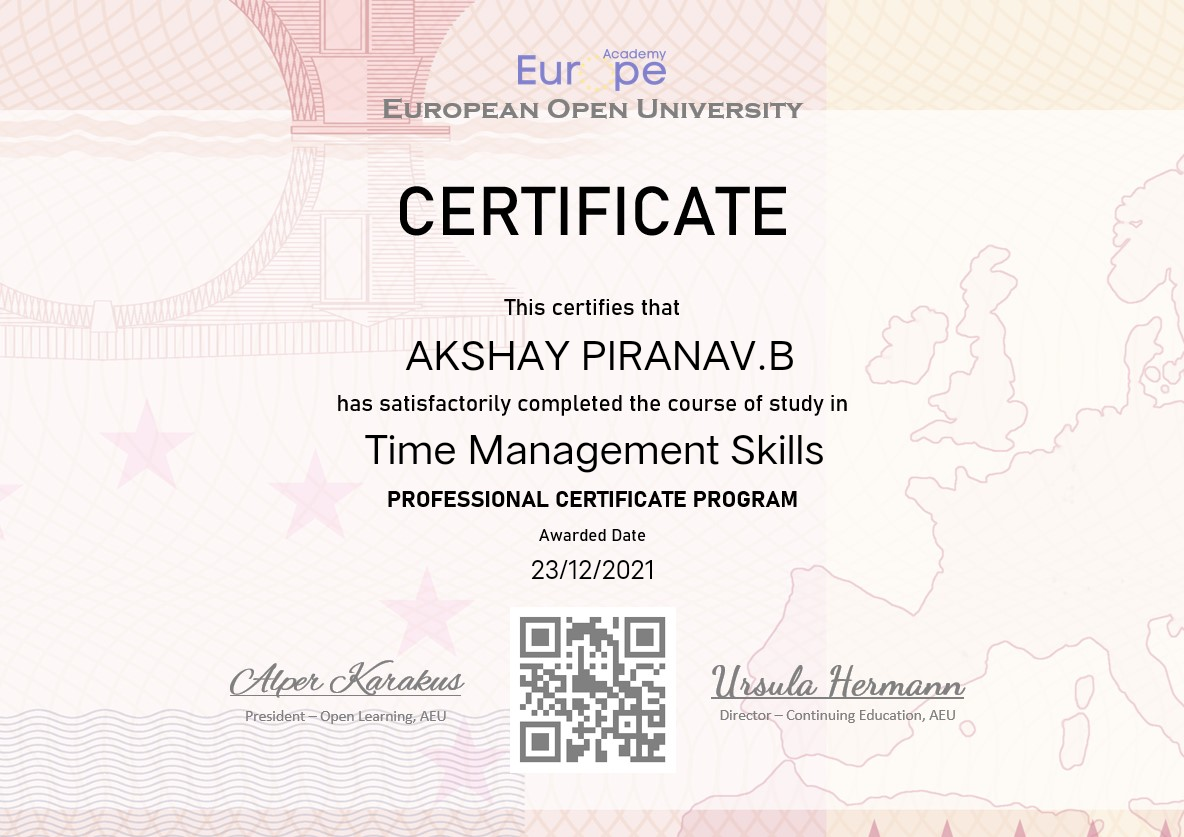 Academy
Europe
EUROPEAN OPEN UNIVERSITY
CERTIFICATE
This certifies that
AKSHAY PIRANAV.B
has satisfactorily completed the course of study in
Time Management Skills
PROFESSIONAL CERTIFICATE PROGRAM
Awarded Date
23/12/2021
Alper Karakus
President – Open Learning, AEU
Ursula Hermann
Director – Continuing Education, AEU